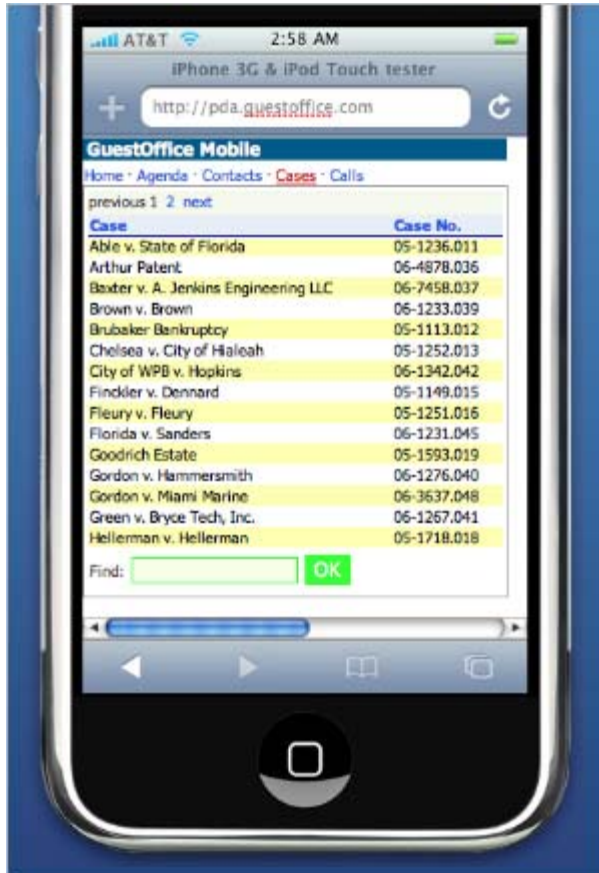 AT&T 2:58 AM
iPhone 3G & iPod Touch tester
http://pda.guestoffice.com
GuestOffice Mobile
Home · Agenda · Contacts · Cases · Calls
previous 1 2 next
Case Case No.
Able v. State of Florida 05-1236.011
Arthur Patent 06-4878.036
Baxter v. A. Jenkins Engineering LLC 06-7458.037
Brown v. Brown 06-1233.039
Brubaker Bankruptcy 05-1113.012
Chelsea v. City of Hialeah 05-1252.013
City of WPB v. Hopkins 06-1342.042
Finckler v. Dennard 05-1149.015
Fleury v. Fleury 05-1251.016
Florida v. Sanders 06-1231.045
Goodrich Estate 05-1593.019
Gordon v. Hammersmith 06-1276.040
Gordon v. Miami Marine 06-3637.048
Green v. Bryce Tech, Inc. 06-1267.041
Hellerman v. Hellerman 05-1718.018
Find: OK